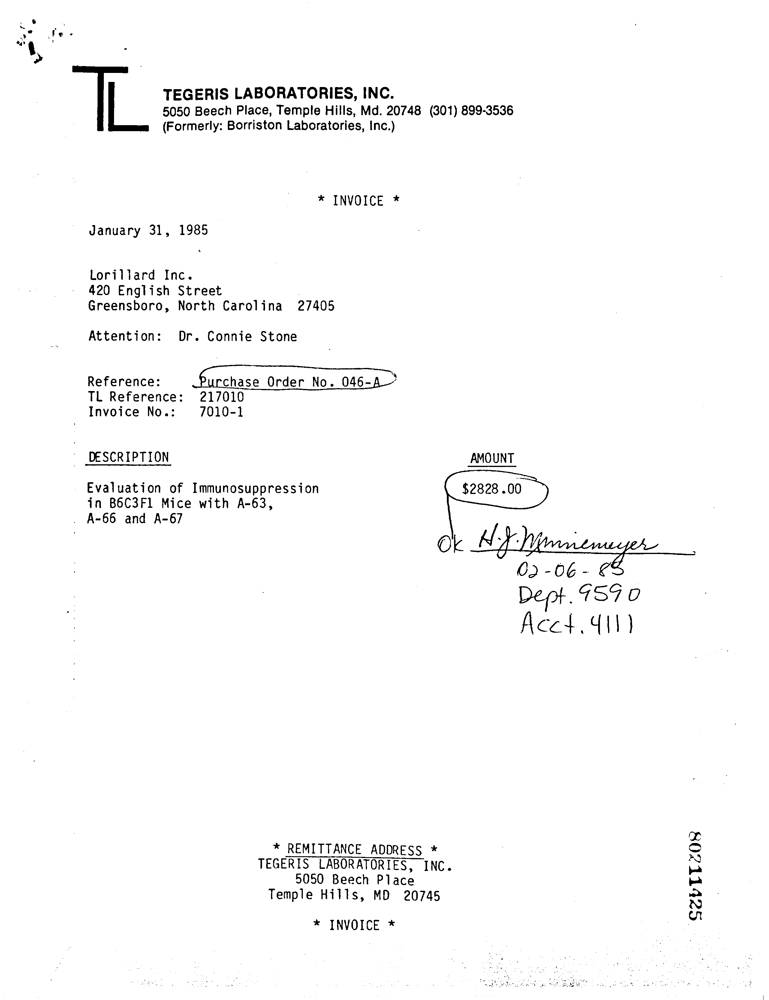 TL
TEGERIS LABORATORIES, INC.
5050 Beech Place, Temple Hills, Md. 20748 (301) 899-3536
(Formerly: Borriston Laboratories, Inc.)
* INVOICE *
January 31, 1985
Lorillard Inc.
420 English Street
Greensboro, North Carolina 27405
Attention: Dr. Connie Stone
Reference: Purchase Order No. 046-A
TL Reference: 217010
Invoice No.: 7010-1
DESCRIPTION AMOUNT
Evaluation of Immunosuppression $2828.00
in B6C3F1 Mice with A-63,
A-66 and A-67
OK H.J. Minnemeyer
02-06-85
Dept. 9590
Acct. 4111
* REMITTANCE ADDRESS *
TEGERIS LABORATORIES, INC.
5050 Beech Place
Temple Hills, MD 20745
* INVOICE *
80211425